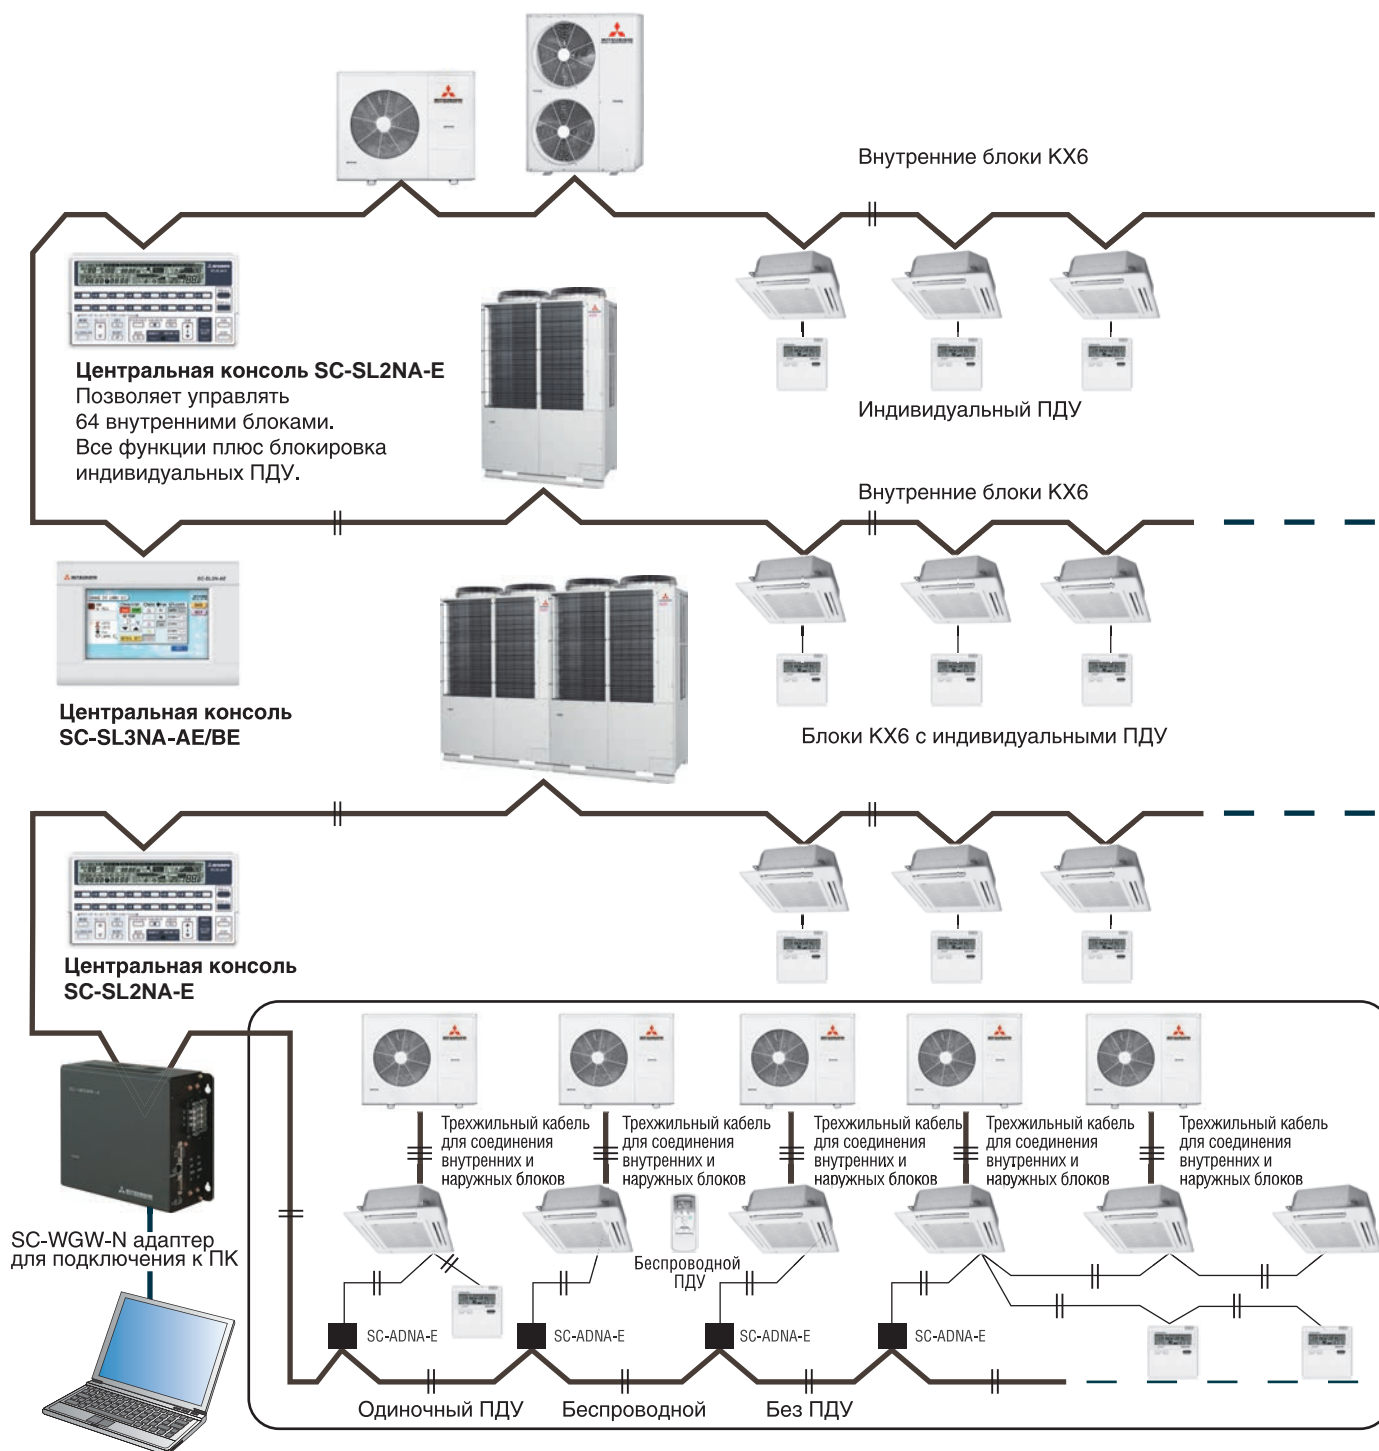 Внутренние блоки KX6
Центральная консоль SC-SL2NA-E
Позволяет управлять
64 внутренними блоками.
Все функции плюс блокировка
индивидуальных ПДУ.
Индивидуальный ПДУ
Внутренние блоки KX6
Центральная консоль
SC-SL3NA-AE/BE
Блоки KX6 с индивидуальными ПДУ
Центральная консоль
SC-SL2NA-E
SC-WGW-N адаптер
для подключения к ПК
Трехжильный кабель
для соединения
внутренних и
наружных блоков
Трехжильный кабель
для соединения
внутренних и
наружных блоков
Трехжильный кабель
для соединения
внутренних и
наружных блоков
Трехжильный кабель
для соединения
внутренних и
наружных блоков
Трехжильный кабель
для соединения
внутренних и
наружных блоков
Беспроводной
ПДУ
SC-ADNA-E
SC-ADNA-E
SC-ADNA-E
SC-ADNA-E
Одиночный ПДУ
Беспроводной
Без ПДУ